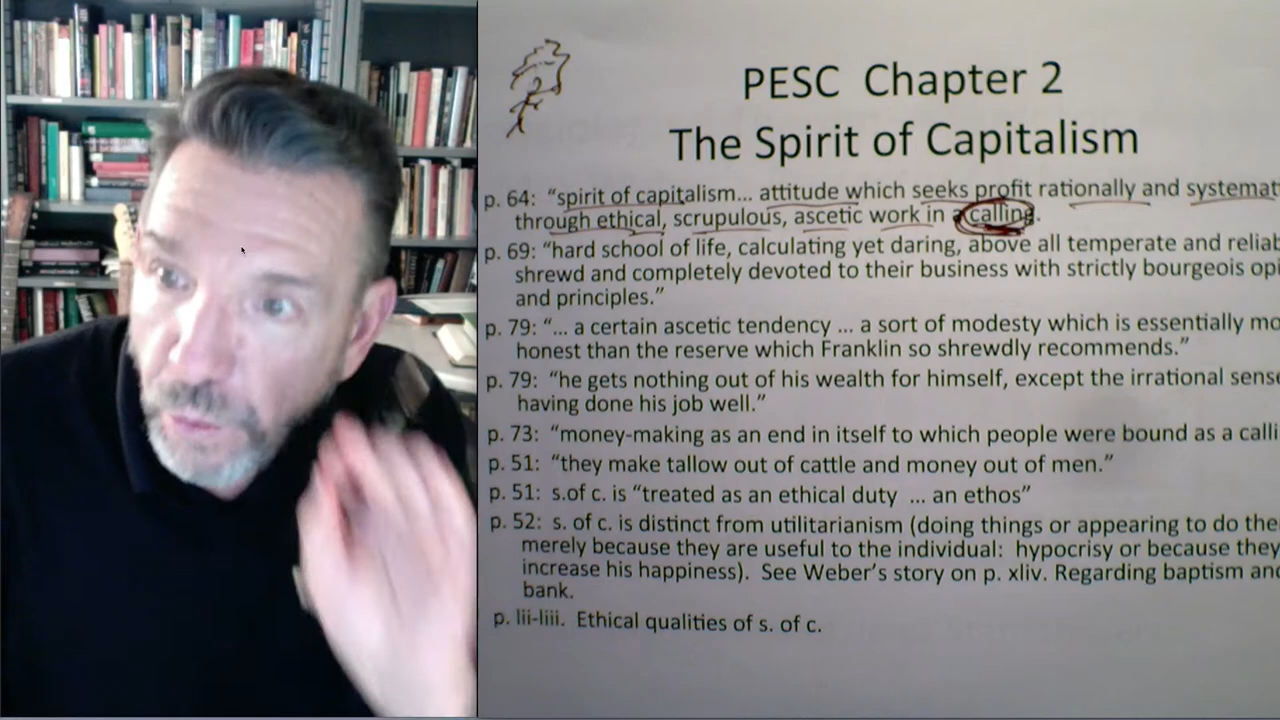 PESC Chapter 2
The Spirit of Capitalism
p. 64: “spirit of capitalism... attitude which seeks profit rationally and systemat
through ethical, scrupulous, ascetic work in a calling.
p. 69: “hard school of life, calculating yet daring, above all temperate and reliab
shrewd and completely devoted to their business with strictly bourgeois opi
and principles.”
p. 79: “... a certain ascetic tendency ... a sort of modesty which is essentially mo
honest than the reserve which Franklin so shrewdly recommends.”
p. 79: “he gets nothing out of his wealth for himself, except the irrational sense
having done his job well.”
p. 73: “money-making as an end in itself to which people were bound as a calli
p. 51: “they make tallow out of cattle and money out of men.”
p. 51: s.of c. is “treated as an ethical duty ... an ethos”
p. 52: s. of c. is distinct from utilitarianism (doing things or appearing to do the
merely because they are useful to the individual: hypocrisy or because they
increase his happiness). See Weber’s story on p. xliv. Regarding baptism and
bank.
p. lii-liii. Ethical qualities of s. of c.